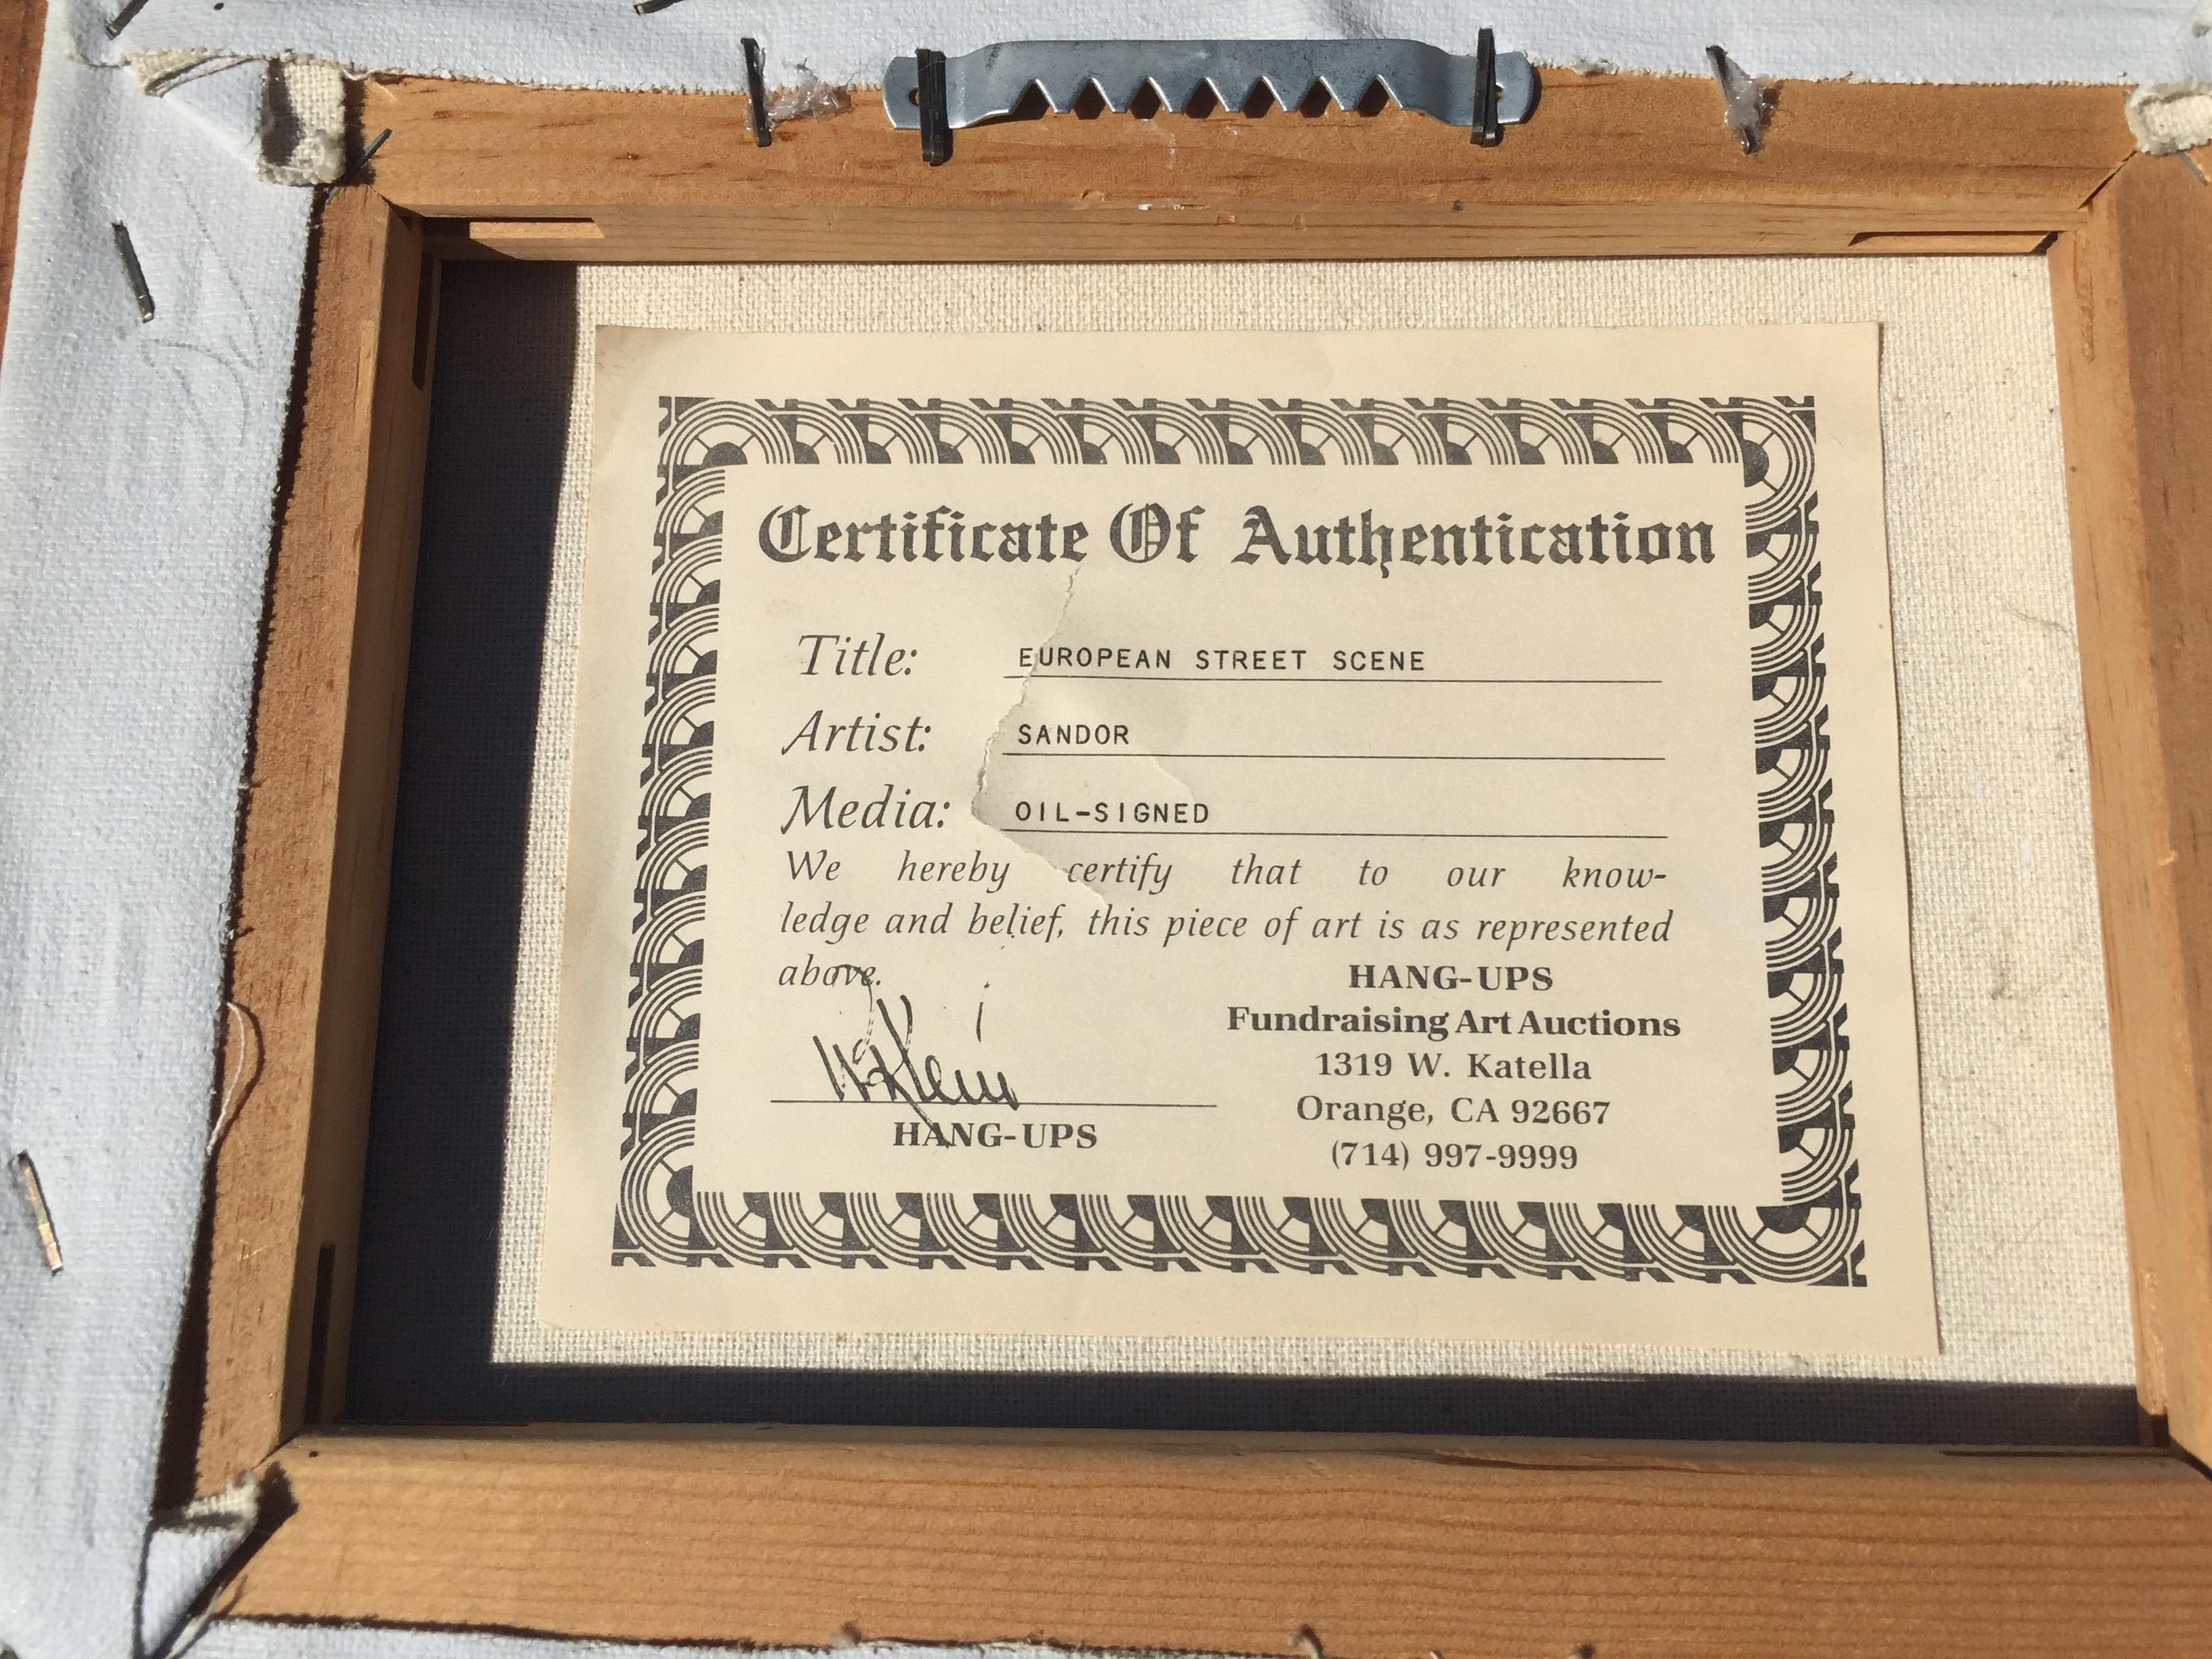 Certificate Of Authentication
Title: EUROPEAN STREET SCENE
Artist: SANDOR
Media: OIL-SIGNED
We hereby certify that to our know-
ledge and belief, this piece of art is as represented
above.
HANG-UPS
HANG-UPS
Fundraising Art Auctions
1319 W. Katella
Orange, CA 92667
(714) 997-9999